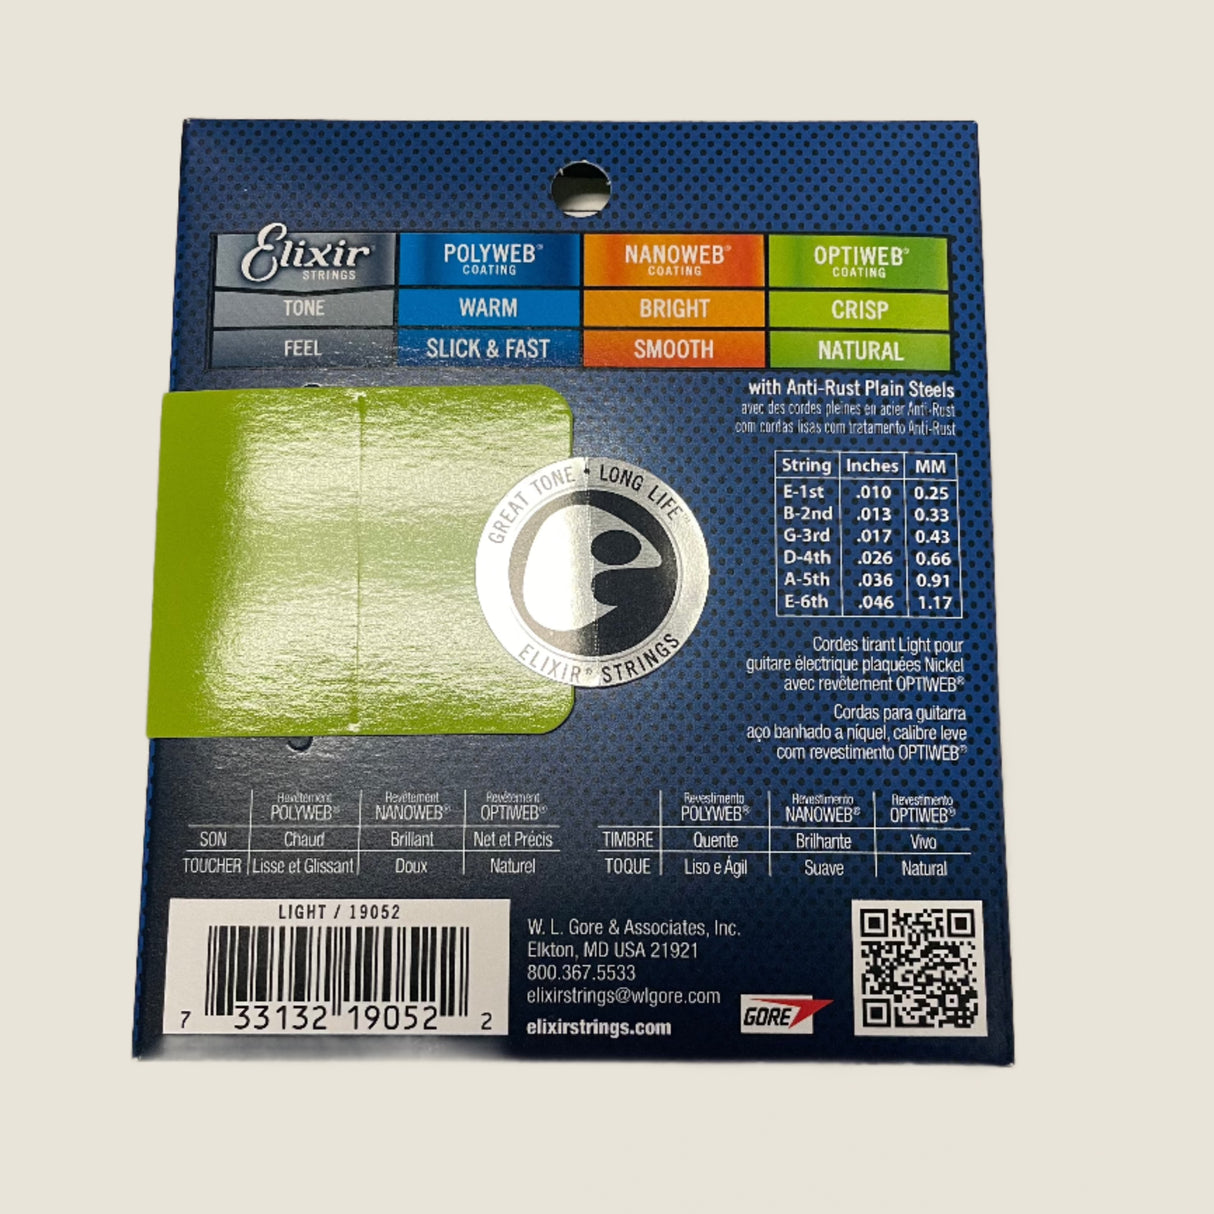 Elixir® POLYWEB® NANOWEB® OPTIWEB®
STRINGS COATING COATING COATING
TONE WARM BRIGHT CRISP
FEEL SLICK & FAST SMOOTH NATURAL
with Anti-Rust Plain Steels
avec des cordes pleines en acier Anti-Rust
com cordas lisas com tratamento Anti-Rust
GREAT TONE • LONG LIFE
ELIXIR® STRINGS
String Inches MM
E-1st .010 0.25
B-2nd .013 0.33
G-3rd .017 0.43
D-4th .026 0.66
A-5th .036 0.91
E-6th .046 1.17
Cordes tirant Light pour
guitare électrique plaquées Nickel
avec revêtement OPTIWEB®
Cordas para guitarra
aço banhado a níquel, calibre leve
com revestimento OPTIWEB®
Revêtement Revêtement Revêtement
POLYWEB® NANOWEB® OPTIWEB®
SON Chaud Brillant Net et Précis
TOUCHER Lisse et Glissant Doux Naturel
Revestimento Revestimento Revestimento
POLYWEB® NANOWEB® OPTIWEB®
TIMBRE Quente Brilhante Vivo
TOQUE Liso e Ágil Suave Natural
LIGHT / 19052
7 33132 19052 2
W. L. Gore & Associates, Inc.
Elkton, MD USA 21921
800.367.5533
elixirstrings@wlgore.com
elixirstrings.com
GORE